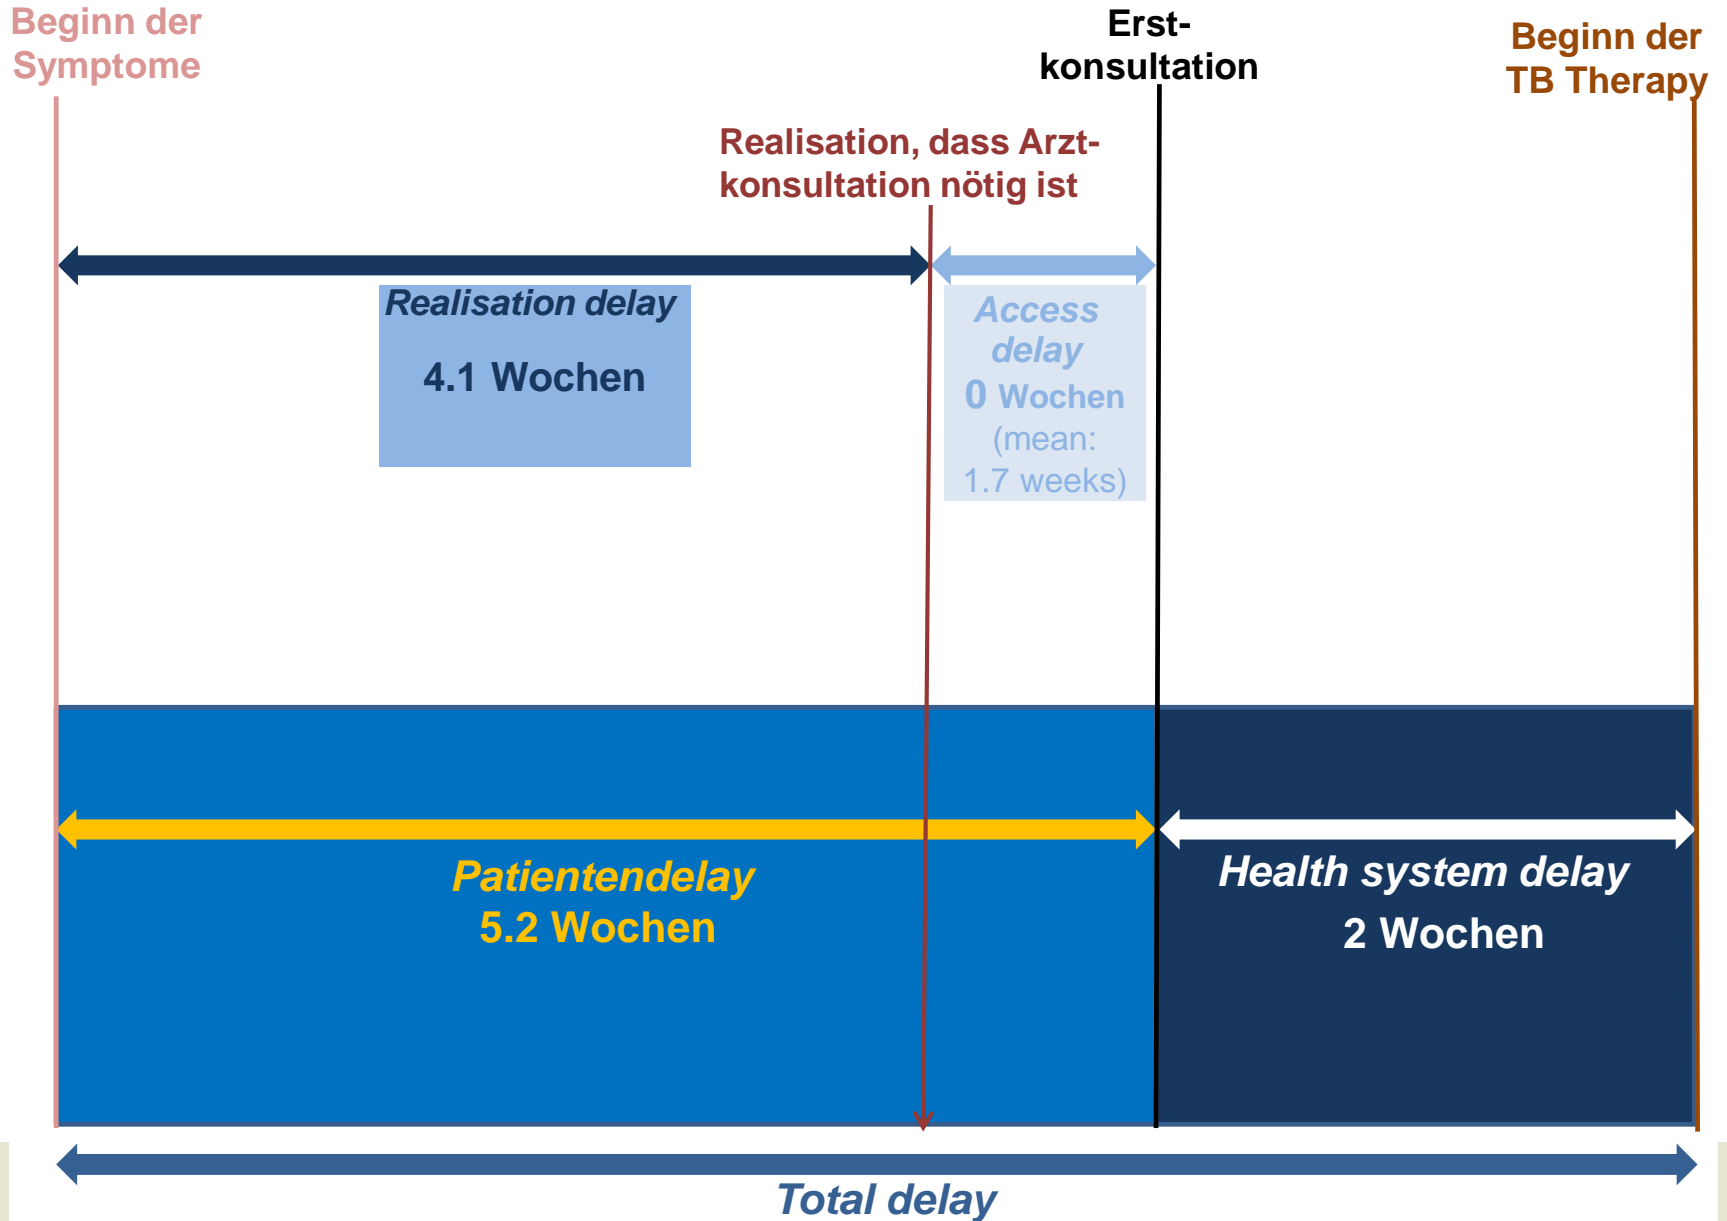 Beginn der
Symptome
Erst-
konsultation
Beginn der
TB Therapy
Realisation, dass Arzt-
konsultation nötig ist
Realisation delay
4.1 Wochen
Access
delay
0 Wochen
(mean:
1.7 weeks)
Patientendelay
5.2 Wochen
Health system delay
2 Wochen
Total delay